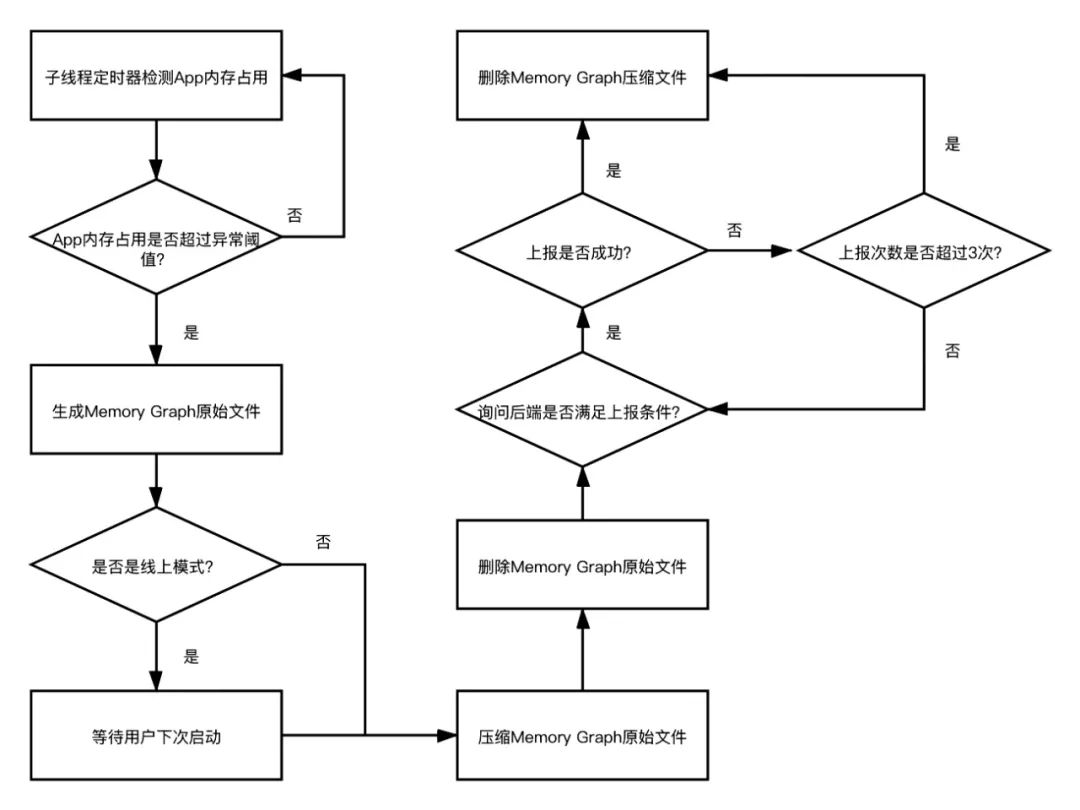 子线程定时器检测App内存占用
否
App内存占用是否超过异常阈
值?
是
生成Memory Graph原始文件
是否是线上模式?
否
是
等待用户下次启动
压缩Memory Graph原始文件
删除Memory Graph原始文件
询问后端是否满足上报条件?
是
上报是否成功?
是
否
删除Memory Graph压缩文件
上报次数是否超过3次?
是
否